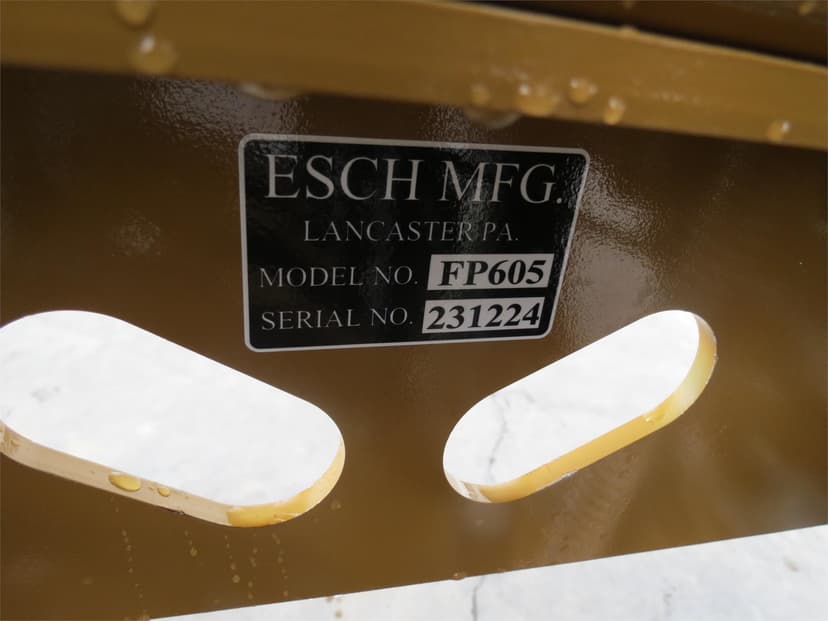 ESCH MFG.
LANCASTER PA.
MODEL NO. FP605
SERIAL NO. 231224